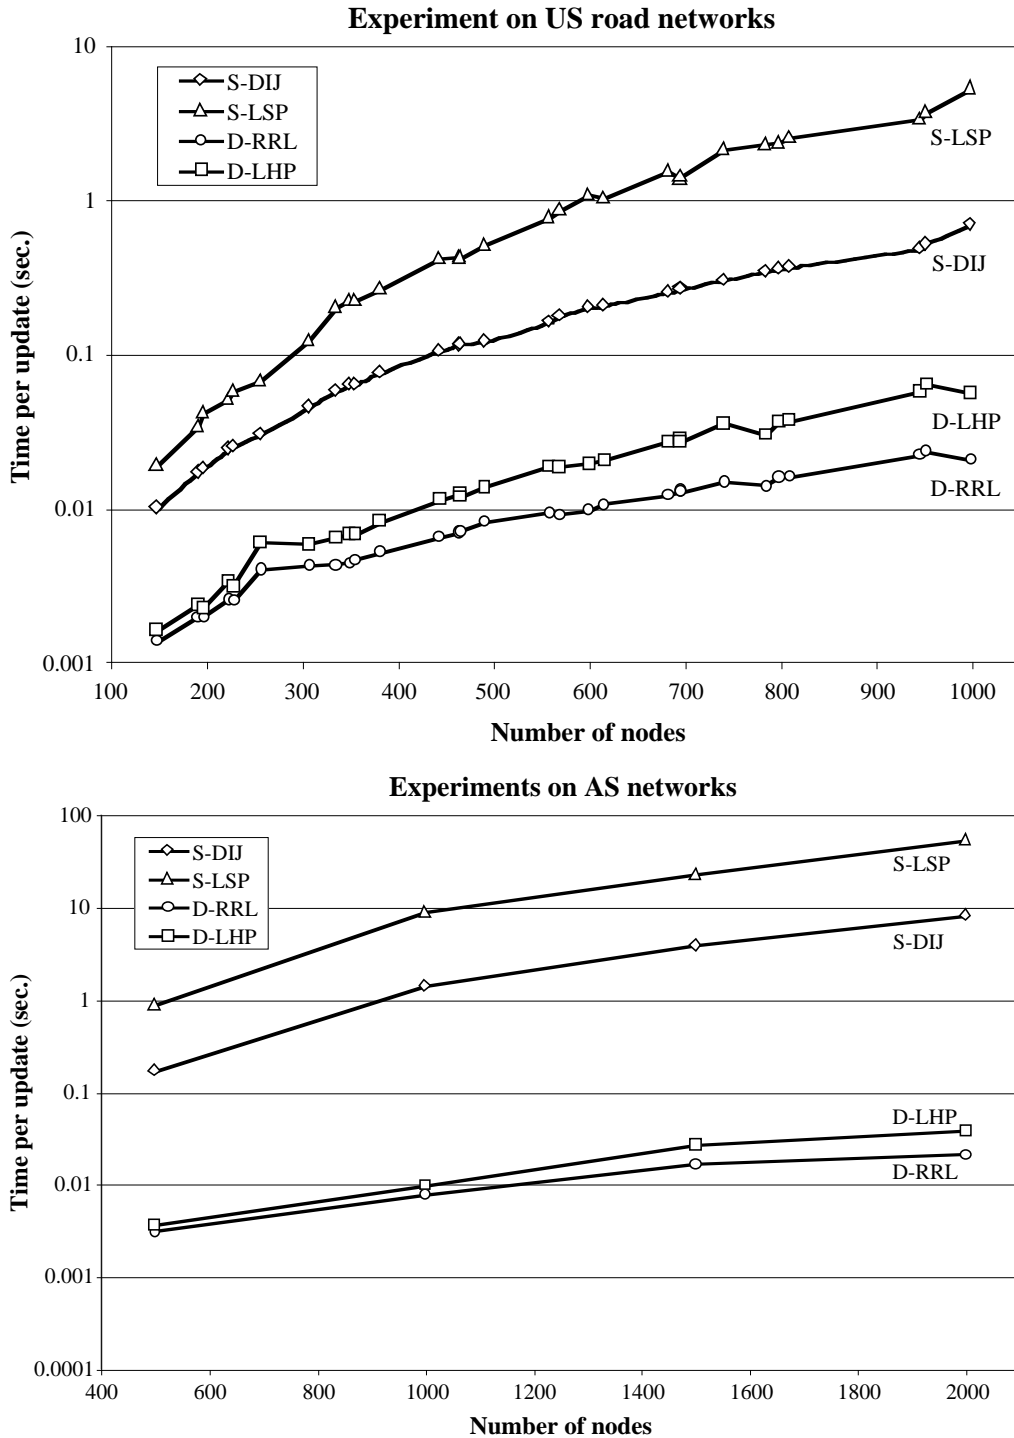 Experiment on US road networks
10
S-DIJ
S-LSP
D-RRL
D-LHP
S-LSP
1
S-DIJ
0.1
D-LHP
D-RRL
0.01
0.001
Time per update (sec.)
100 200 300 400 500 600 700 800 900 1000
Number of nodes
Experiments on AS networks
100
S-DIJ
S-LSP
D-RRL
D-LHP
S-LSP
10
S-DIJ
1
0.1
D-LHP
D-RRL
0.01
0.001
0.0001
Time per update (sec.)
400 600 800 1000 1200 1400 1600 1800 2000
Number of nodes